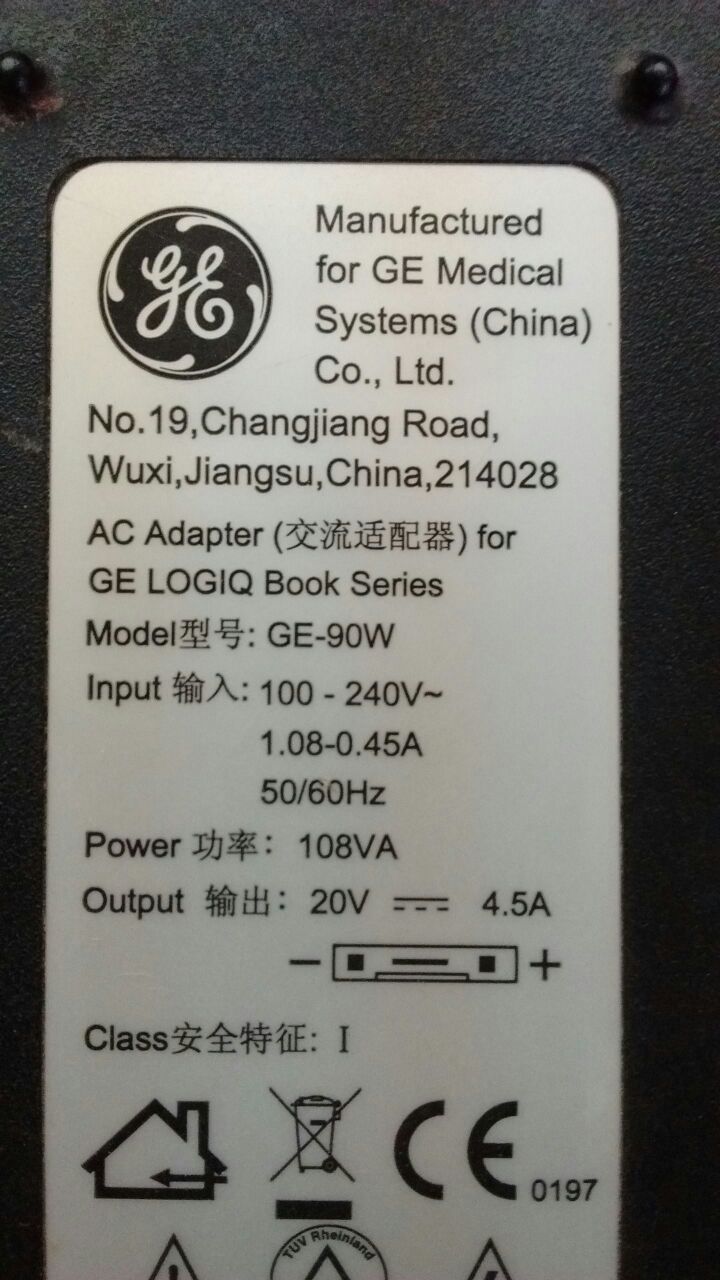 GE
Manufactured
for GE Medical
Systems (China)
Co., Ltd.
No.19,Changjiang Road,
Wuxi,Jiangsu,China,214028
AC Adapter (交流适配器) for
GE LOGIQ Book Series
Model型号: GE-90W
Input 输入: 100 - 240V~
1.08-0.45A
50/60Hz
Power 功率: 108VA
Output 输出: 20V ⎓ 4.5A
− +
Class安全特征: I
CE 0197
TÜV Rheinland